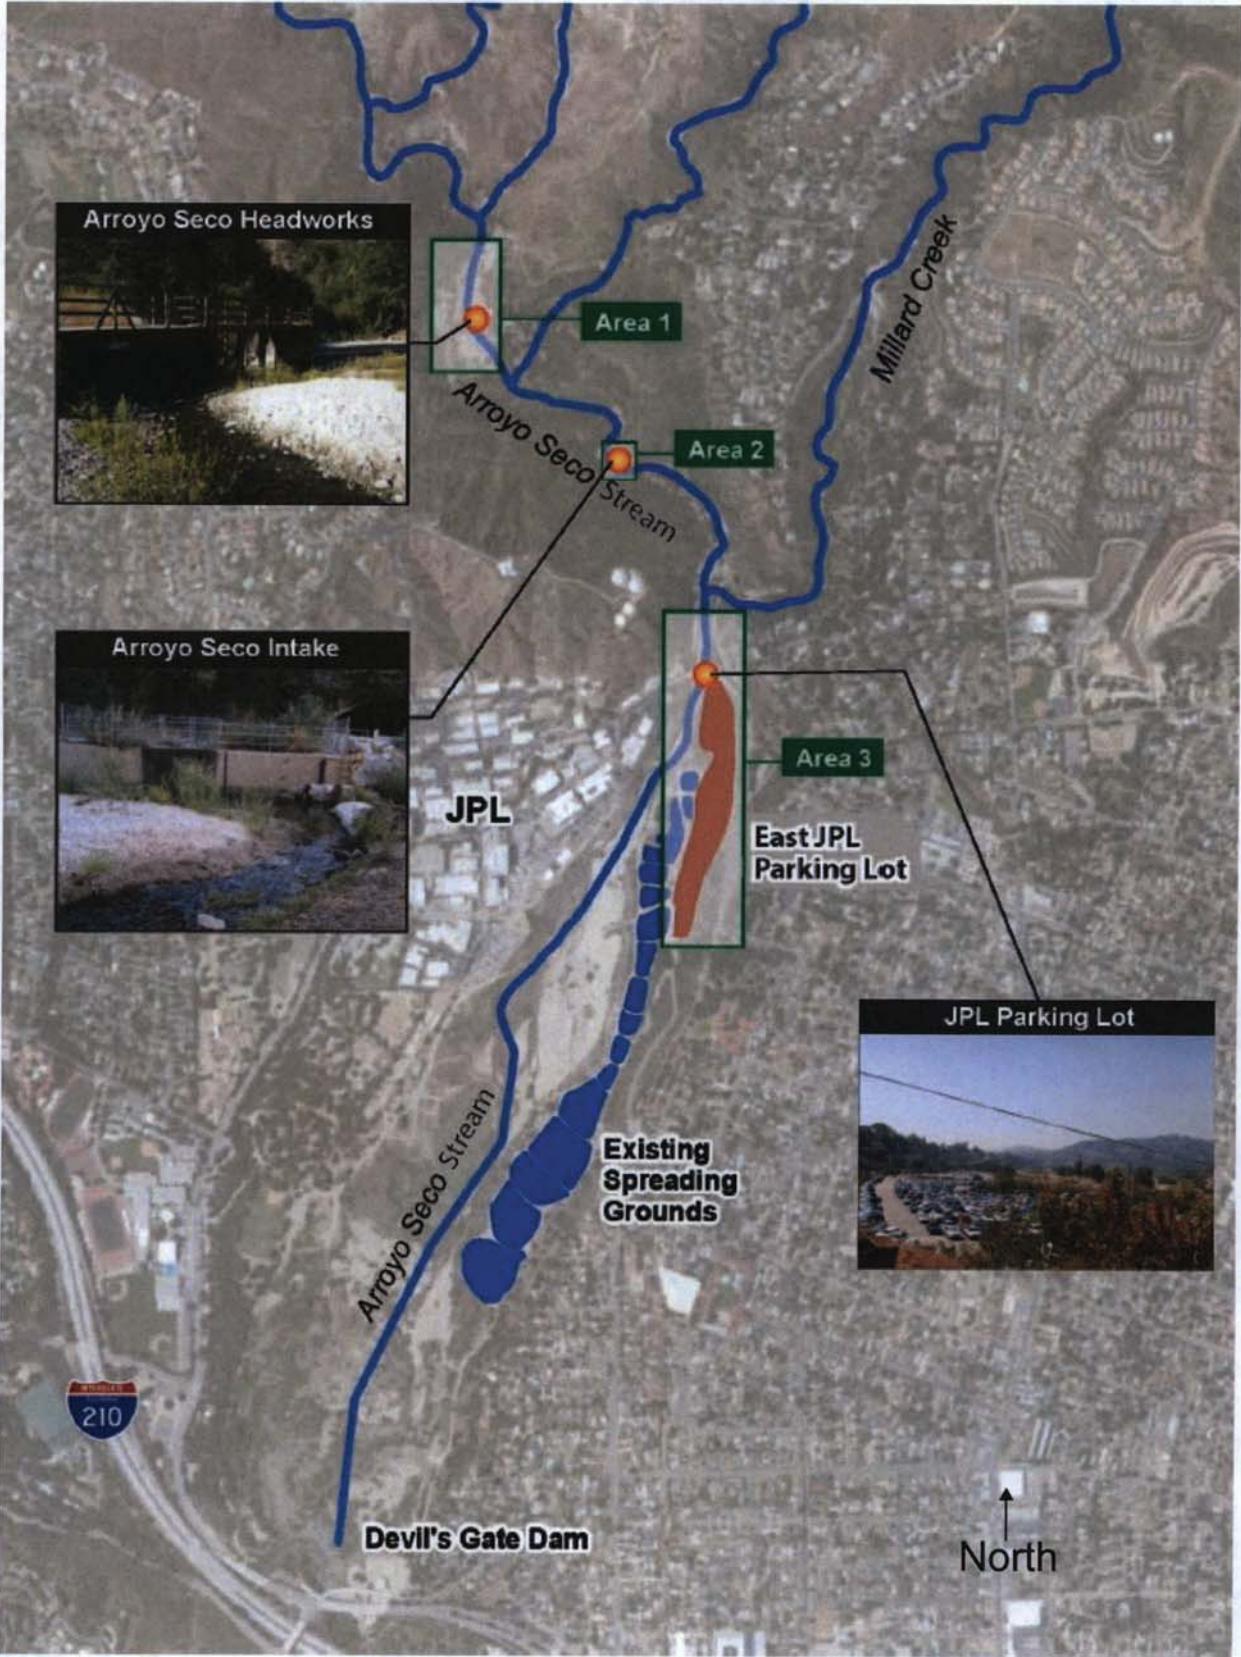 Arroyo Seco Headworks
Area 1
Millard Creek
Arroyo Seco Stream
Area 2
Arroyo Seco Intake
JPL
Area 3
East JPL
Parking Lot
JPL Parking Lot
Existing
Spreading
Grounds
Arroyo Seco Stream
INTERSTATE
210
Devil's Gate Dam
North